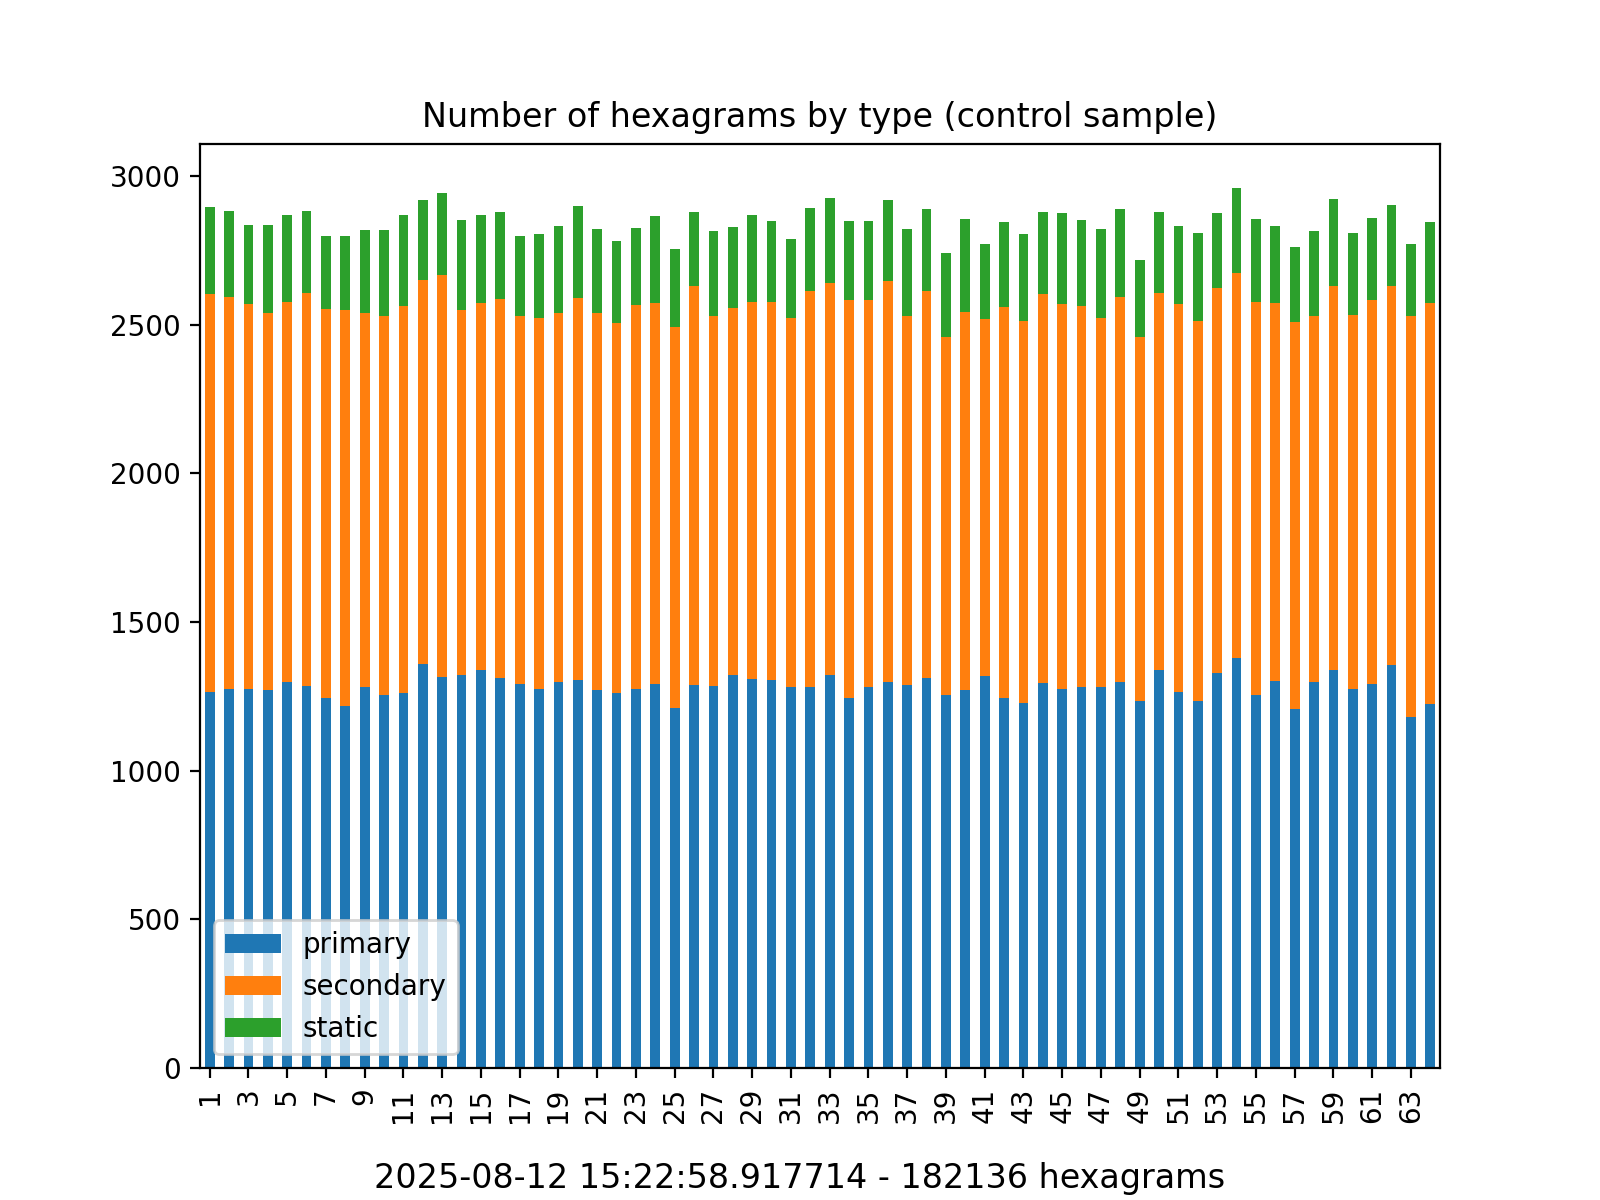 Number of hexagrams by type (control sample)
3000
2500
2000
1500
1000
500
0
primary
secondary
static
1 3 5 7 9 11 13 15 17 19 21 23 25 27 29 31 33 35 37 39 41 43 45 47 49 51 53 55 57 59 61 63
2025-08-12 15:22:58.917714 - 182136 hexagrams